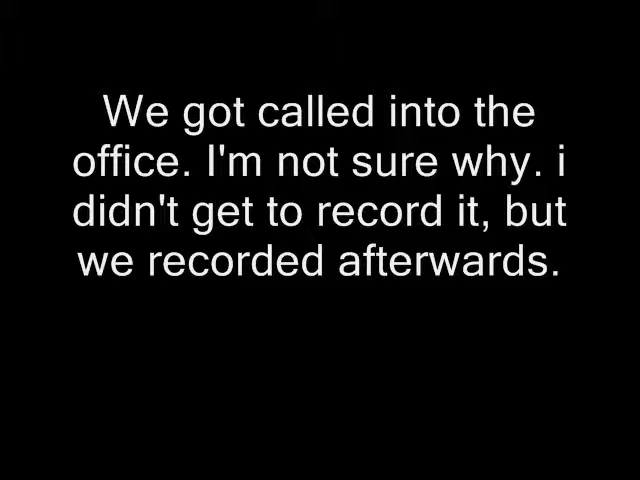 We got called into the
office. I'm not sure why. i
didn't get to record it, but
we recorded afterwards.